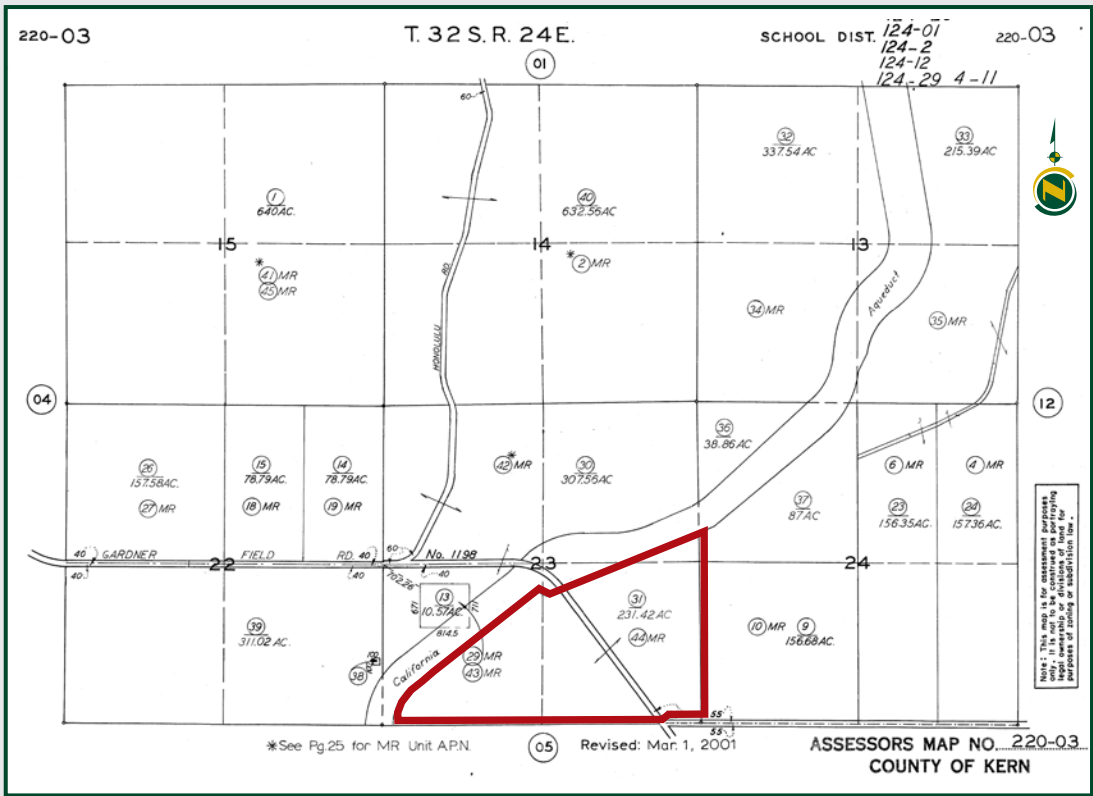 220-03
T. 32 S. R. 24 E.
SCHOOL DIST.
124-01
124-2
124-12
124-29 4-11
220-03
01
60
32
337.54 AC
33
215.39 AC
N
1
640 AC.
40
632.56 AC
15
14
13
41 MR
45 MR
* 2 MR
HONOLULU RD.
34 MR
Aqueduct
35 MR
04
12
36
38.86 AC
26
157.58 AC.
27 MR
15
78.79 AC.
18 MR
14
78.79 AC.
19 MR
42 MR *
30
307.56 AC
6 MR
4 MR
37
87 AC
23
156.35 AC.
24
157.36 AC.
40 GARDNER FIELD RD. 40 60 No. 1198
40 22 40 40 23 24
702.26
13
10.57 AC.
671
711
814.5
31
231.42 AC
44 MR
39
311.02 AC.
10 MR
9
156.68 AC.
38
100
100
California
29 MR
43 MR
55'
55'
Note: This map is for assessment purposes
only. It is not to be construed as portraying
legal ownership or divisions of land for
purposes of zoning or subdivision law.
*See Pg. 25 for MR Unit A.P.N.
05
Revised: Mar. 1, 2001
ASSESSORS MAP NO. 220-03
COUNTY OF KERN